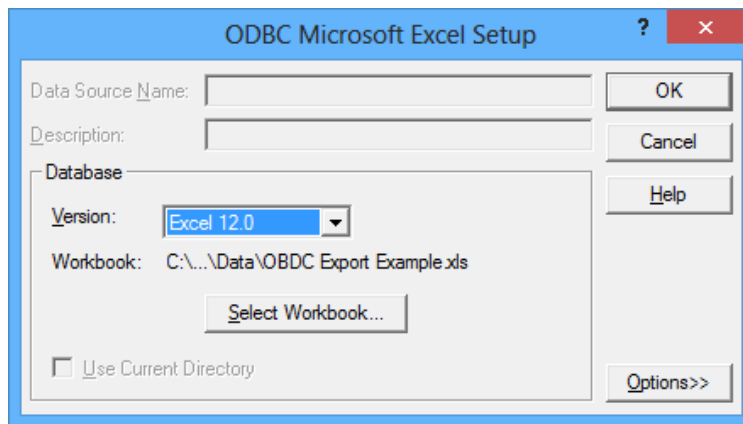 ODBC Microsoft Excel Setup
? ×
Data Source Name:
OK
Description:
Cancel
Database
Help
Version:
Excel 12.0
Workbook: C:\...\Data\OBDC Export Example.xls
Select Workbook...
Use Current Directory
Options>>